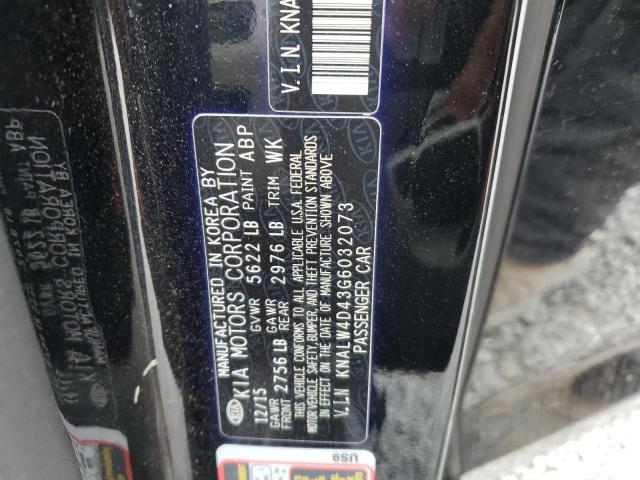 V.I.N KNA
MANUFACTURED IN KOREA BY
KIA KIA MOTORS CORPORATION
12/15 GVWR 5622 LB PAINT ABP
GAWR FRONT 2756 LB GAWR REAR 2976 LB TRIM WK
THIS VEHICLE CONFORMS TO ALL APPLICABLE U.S.A. FEDERAL
MOTOR VEHICLE SAFETY, BUMPER, AND THEFT PREVENTION STANDARDS
IN EFFECT ON THE DATE OF MANUFACTURE SHOWN ABOVE
V.I.N KNALW4D43G6032073
PASSENGER CAR
US9